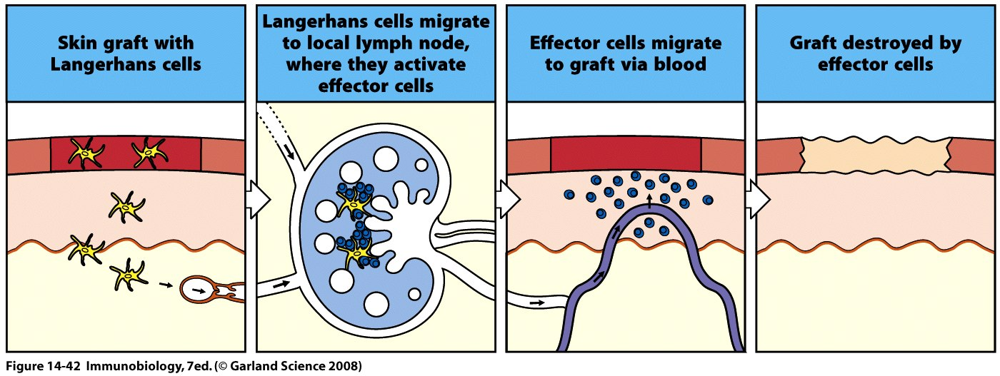 Skin graft with
Langerhans cells
Langerhans cells migrate
to local lymph node,
where they activate
effector cells
Effector cells migrate
to graft via blood
Graft destroyed by
effector cells
Figure 14-42 Immunobiology, 7ed. (© Garland Science 2008)